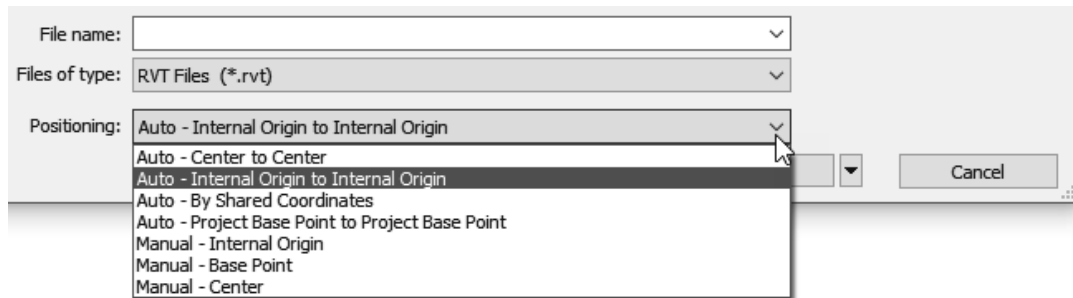 File name:
Files of type: RVT Files (*.rvt)
Positioning: Auto - Internal Origin to Internal Origin
Auto - Center to Center
Auto - Internal Origin to Internal Origin
Cancel
Auto - By Shared Coordinates
Auto - Project Base Point to Project Base Point
Manual - Internal Origin
Manual - Base Point
Manual - Center